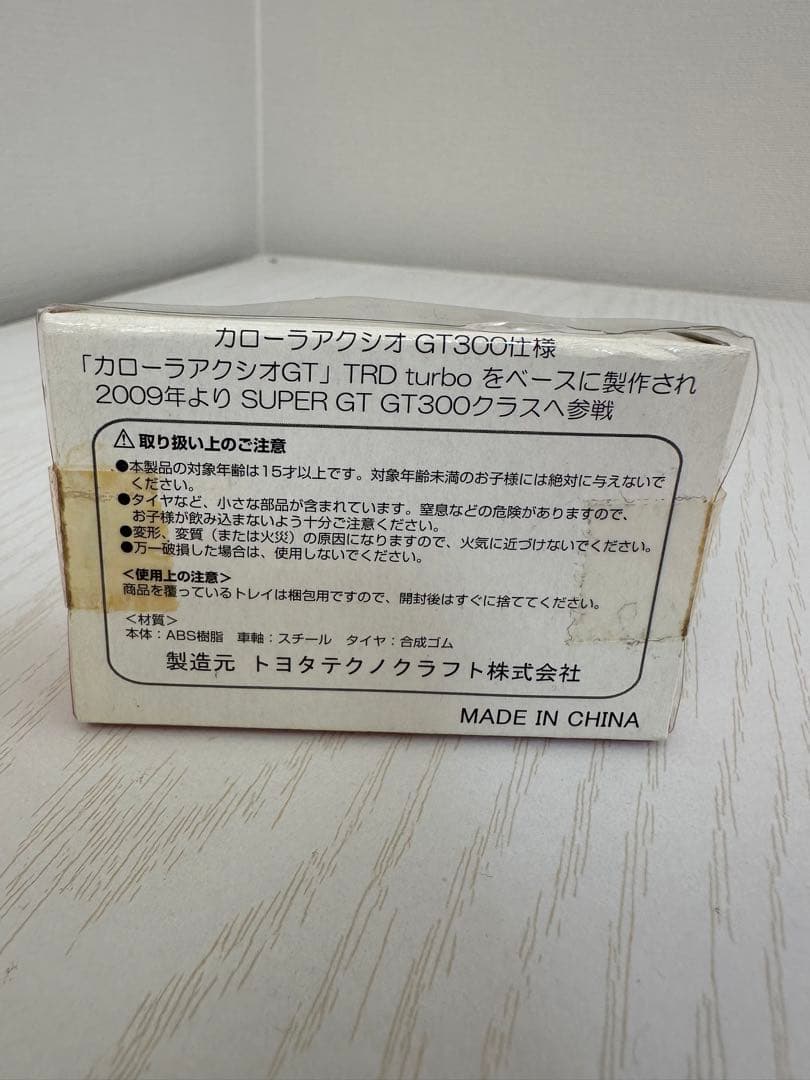 カローラアクシオ GT300仕様
「カローラアクシオGT」TRD turbo をベースに製作され
2009年より SUPER GT GT300クラスへ参戦
⚠取り扱い上のご注意
●本製品の対象年齢は15才以上です。対象年齢未満のお子様には絶対に与えないで
ください。
●タイヤなど、小さな部品が含まれています。窒息などの危険がありますので、
お子様が飲み込まないよう十分ご注意ください。
●変形、変質（または火災）の原因になりますので、火気に近づけないでください。
●万一破損した場合は、使用しないでください。
＜使用上の注意＞
商品を覆っているトレイは梱包用ですので、開封後はすぐに捨ててください。
＜材質＞
本体：ABS樹脂　車軸：スチール　タイヤ：合成ゴム
製造元 トヨタテクノクラフト株式会社
MADE IN CHINA